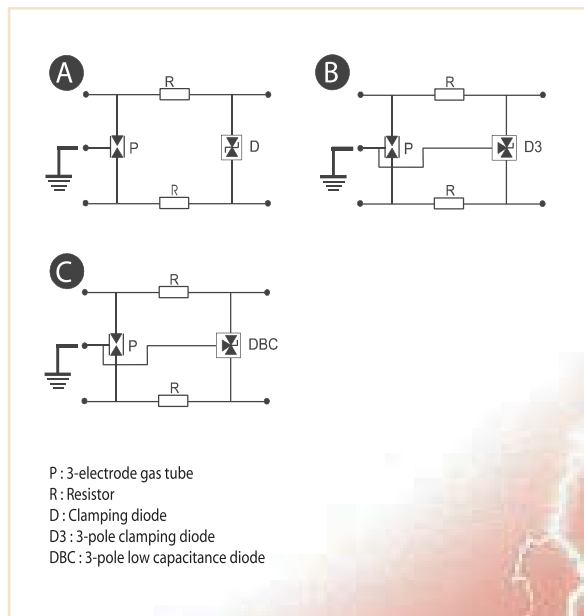 A
R
P
D
R
B
R
P
D3
R
C
R
P
DBC
R
P : 3-electrode gas tube
R : Resistor
D : Clamping diode
D3 : 3-pole clamping diode
DBC : 3-pole low capacitance diode